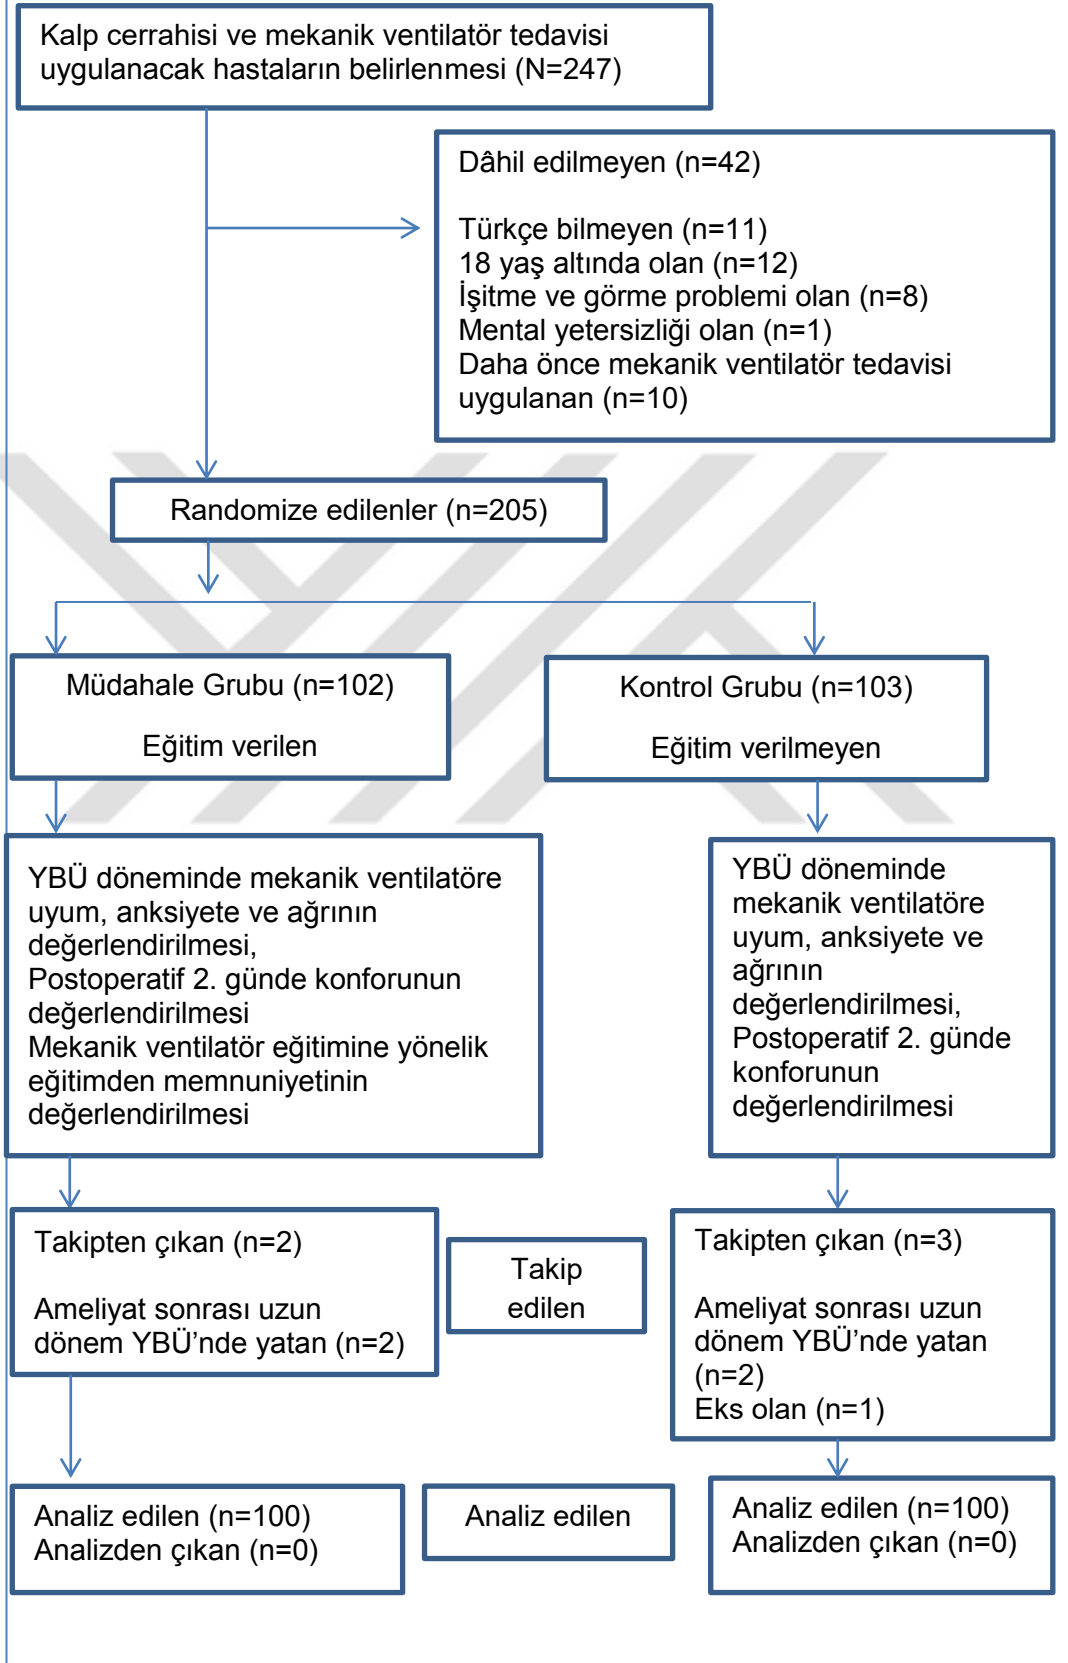 Kalp cerrahisi ve mekanik ventilatör tedavisi
uygulanacak hastaların belirlenmesi (N=247)
Dâhil edilmeyen (n=42)
Türkçe bilmeyen (n=11)
18 yaş altında olan (n=12)
İşitme ve görme problemi olan (n=8)
Mental yetersizliği olan (n=1)
Daha önce mekanik ventilatör tedavisi
uygulanan (n=10)
Randomize edilenler (n=205)
Müdahale Grubu (n=102)
Eğitim verilen
Kontrol Grubu (n=103)
Eğitim verilmeyen
YBÜ döneminde mekanik ventilatöre
uyum, anksiyete ve ağrının
değerlendirilmesi,
Postoperatif 2. günde konforunun
değerlendirilmesi
Mekanik ventilatör eğitimine yönelik
eğitimden memnuniyetinin
değerlendirilmesi
YBÜ döneminde
mekanik ventilatöre
uyum, anksiyete ve
ağrının
değerlendirilmesi,
Postoperatif 2. günde
konforunun
değerlendirilmesi
Takipten çıkan (n=2)
Ameliyat sonrası uzun
dönem YBÜ’nde yatan (n=2)
Takip
edilen
Takipten çıkan (n=3)
Ameliyat sonrası uzun
dönem YBÜ’nde yatan
(n=2)
Eks olan (n=1)
Analiz edilen (n=100)
Analizden çıkan (n=0)
Analiz edilen
Analiz edilen (n=100)
Analizden çıkan (n=0)